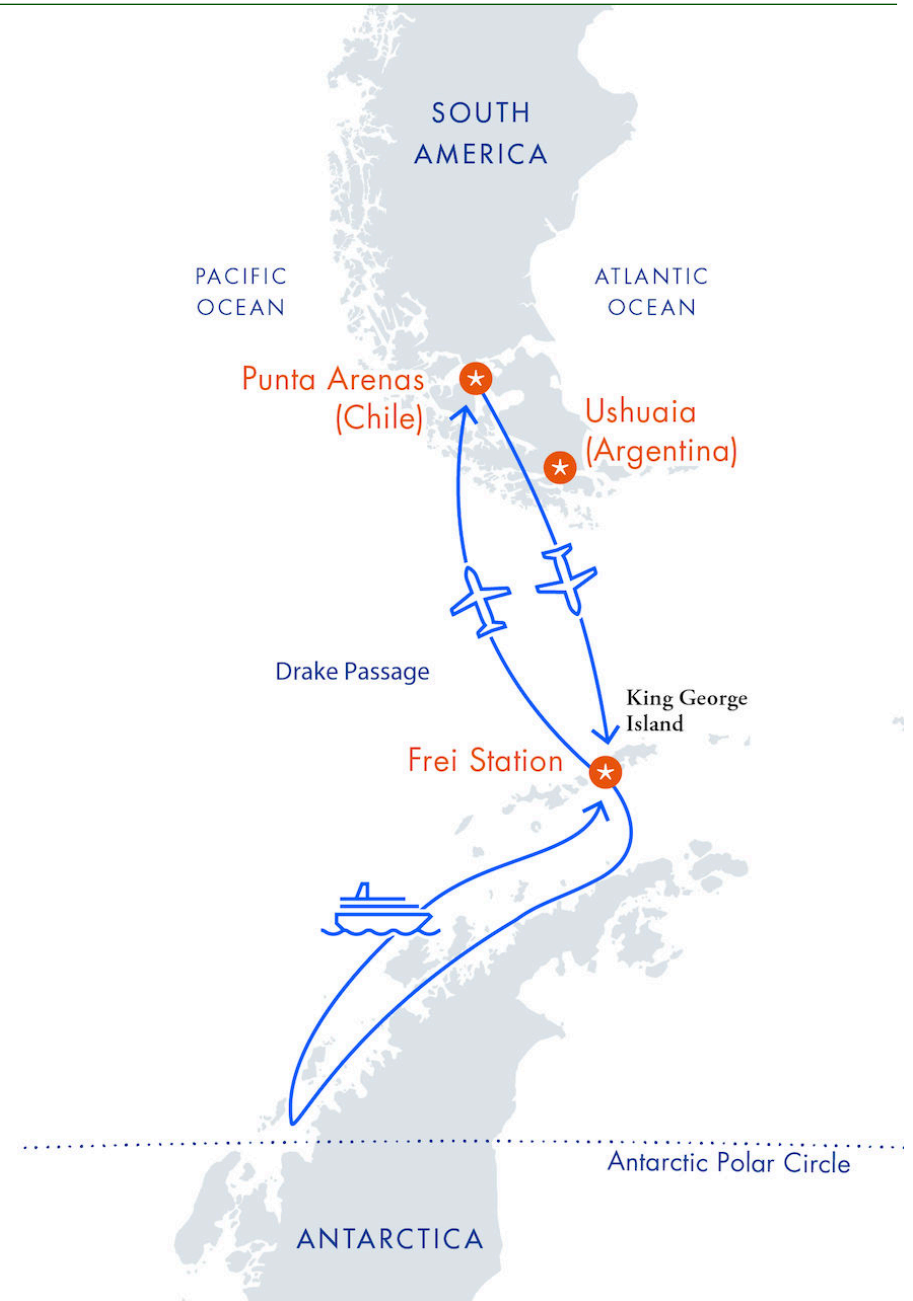 SOUTH
AMERICA
PACIFIC
OCEAN
ATLANTIC
OCEAN
Punta Arenas
(Chile)
Ushuaia
(Argentina)
Drake Passage
King George
Island
Frei Station
Antarctic Polar Circle
ANTARCTICA